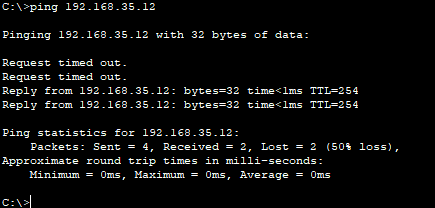 C:\>ping 192.168.35.12
Pinging 192.168.35.12 with 32 bytes of data:
Request timed out.
Request timed out.
Reply from 192.168.35.12: bytes=32 time<1ms TTL=254
Reply from 192.168.35.12: bytes=32 time<1ms TTL=254
Ping statistics for 192.168.35.12:
Packets: Sent = 4, Received = 2, Lost = 2 (50% loss),
Approximate round trip times in milli-seconds:
Minimum = 0ms, Maximum = 0ms, Average = 0ms
C:\>